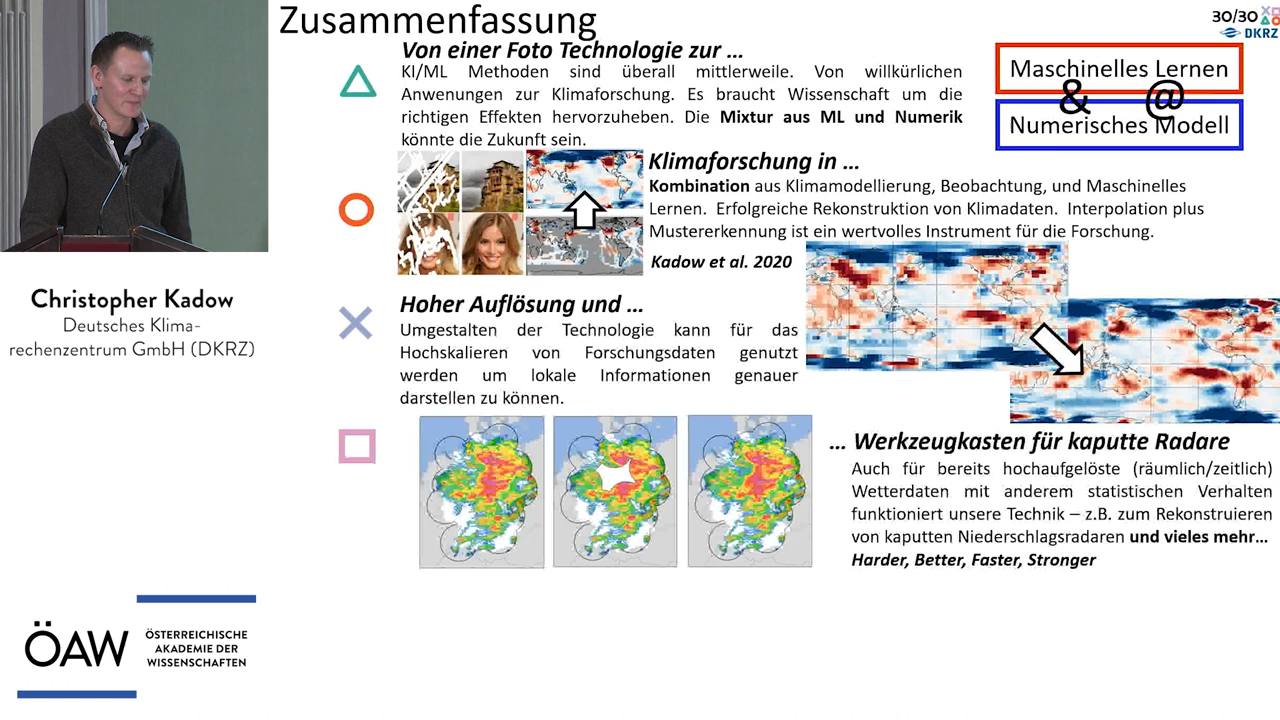 Zusammenfassung
30/30
DKRZ
Von einer Foto Technologie zur ...
KI/ML Methoden sind überall mittlerweile. Von willkürlichen
Anwenungen zur Klimaforschung. Es braucht Wissenschaft um die
richtigen Effekten hervorzuheben. Die Mixtur aus ML und Numerik
könnte die Zukunft sein.
Maschinelles Lernen
& @
Numerisches Modell
Klimaforschung in ...
Kombination aus Klimamodellierung, Beobachtung, und Maschinelles
Lernen. Erfolgreiche Rekonstruktion von Klimadaten. Interpolation plus
Mustererkennung ist ein wertvolles Instrument für die Forschung.
Kadow et al. 2020
Christopher Kadow
Deutsches Klima-
rechenzentrum GmbH (DKRZ)
Hoher Auflösung und ...
Umgestalten der Technologie kann für das
Hochskalieren von Forschungsdaten genutzt
werden um lokale Informationen genauer
darstellen zu können.
... Werkzeugkasten für kaputte Radare
Auch für bereits hochaufgelöste (räumlich/zeitlich)
Wetterdaten mit anderem statistischen Verhalten
funktioniert unsere Technik – z.B. zum Rekonstruieren
von kaputten Niederschlagsradaren und vieles mehr...
Harder, Better, Faster, Stronger
ÖAW
ÖSTERREICHISCHE
AKADEMIE DER
WISSENSCHAFTEN